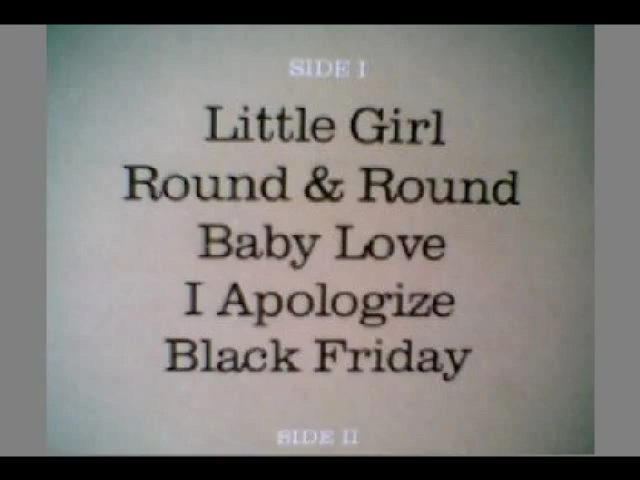 SIDE I
Little Girl
Round & Round
Baby Love
I Apologize
Black Friday
SIDE II